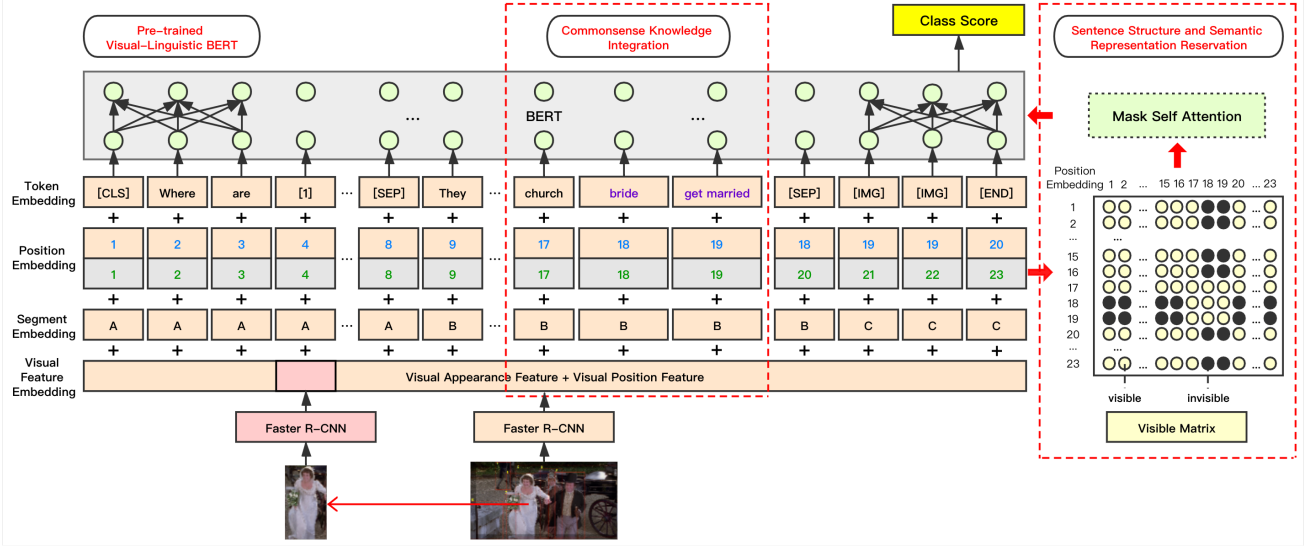 Pre-trained
Visual-Linguistic BERT
Commonsense Knowledge
Integration
Class Score
Sentence Structure and Semantic
Representation Reservation
... BERT ...
Mask Self Attention
Token
Embedding
[CLS] Where are [1] ... [SEP] They ... church bride get married [SEP] [IMG] [IMG] [END]
+ + + + + + + + + + + + +
Position
Embedding
1 2 3 4 ... 8 9 ... 17 18 19 18 19 19 20
1 2 3 4 8 9 17 18 19 20 21 22 23
+ + + + + + + + + + + + +
Segment
Embedding
A A A A ... A B ... B B B B C C C
+ + + + + + + + + + + + +
Visual
Feature
Embedding
Visual Appearance Feature + Visual Position Feature
Faster R-CNN
Faster R-CNN
Position
Embedding
1 2 ... 15 16 17 18 19 20 ... 23
1 ... ...
2 ... ...
... ...
15 ... ...
16 ... ...
17 ... ...
18 ... ...
19 ... ...
20 ... ...
... ...
23 ... ...
visible
invisible
Visible Matrix